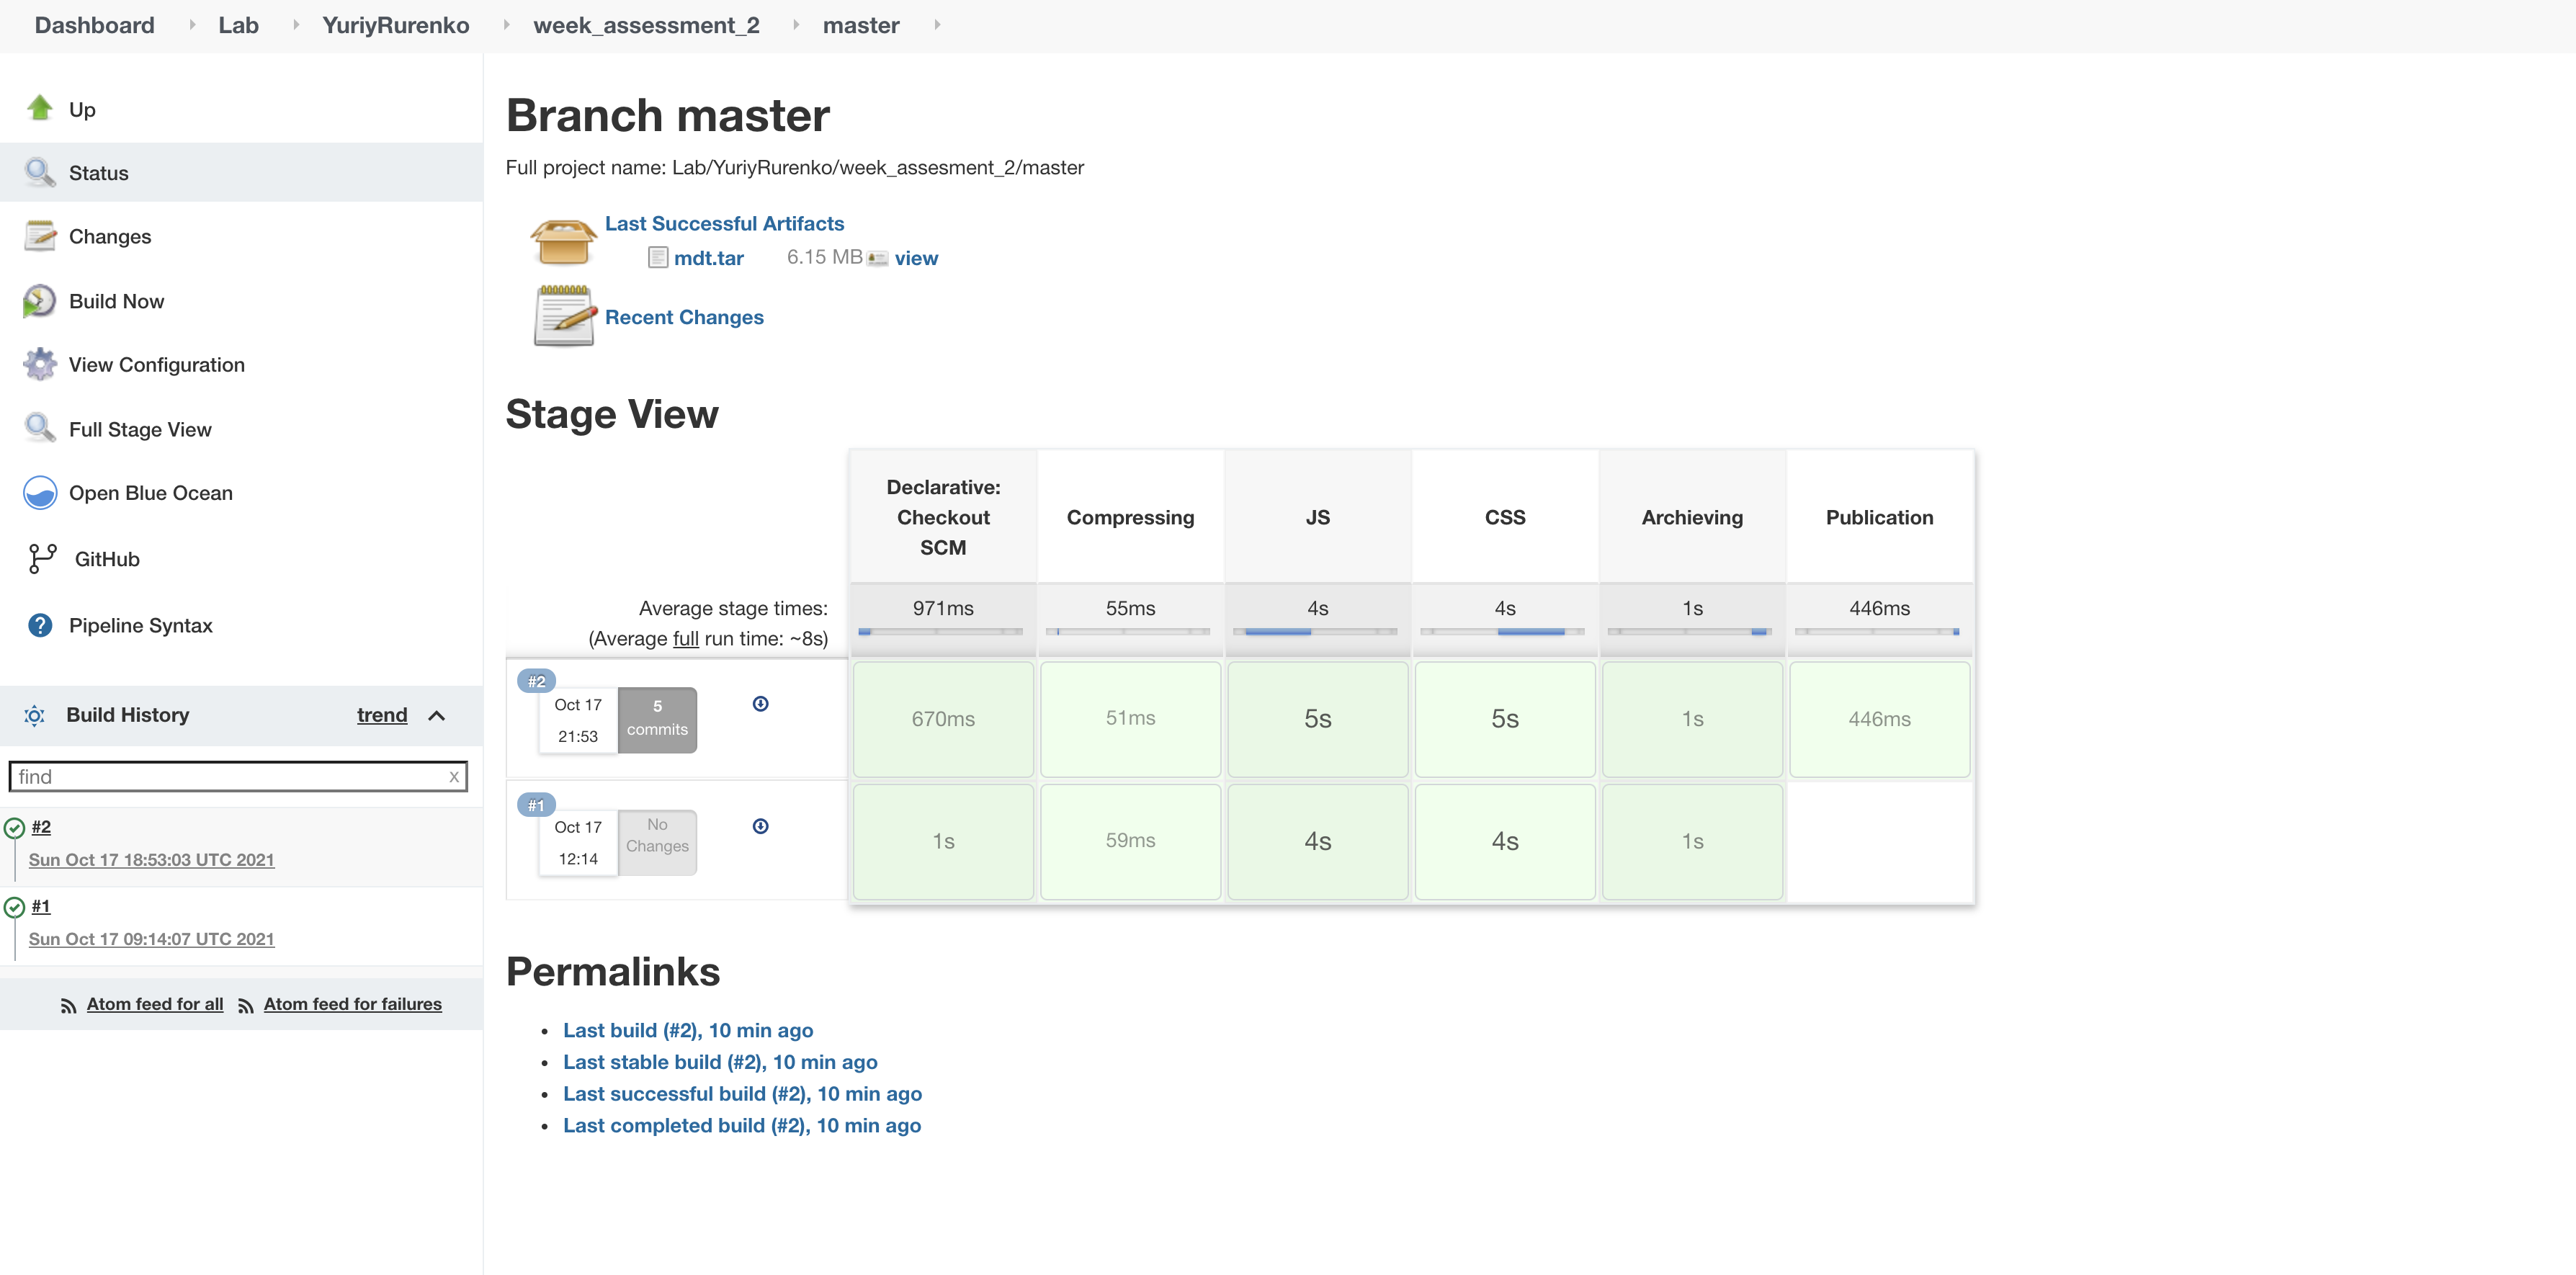 Dashboard Lab YuriyRurenko week_assessment_2 master
Up
Status
Changes
Build Now
View Configuration
Full Stage View
Open Blue Ocean
GitHub
Pipeline Syntax
Build History trend
find x
#2
Sun Oct 17 18:53:03 UTC 2021
#1
Sun Oct 17 09:14:07 UTC 2021
Atom feed for all Atom feed for failures
Branch master
Full project name: Lab/YuriyRurenko/week_assesment_2/master
Last Successful Artifacts
mdt.tar 6.15 MB view
Recent Changes
Stage View
Declarative:
Checkout
SCM
Compressing
JS
CSS
Archieving
Publication
Average stage times:
(Average full run time: ~8s)
971ms 55ms 4s 4s 1s 446ms
#2
Oct 17
21:53
5
commits
670ms 51ms 5s 5s 1s 446ms
#1
Oct 17
12:14
No
Changes
1s 59ms 4s 4s 1s
Permalinks
Last build (#2), 10 min ago
Last stable build (#2), 10 min ago
Last successful build (#2), 10 min ago
Last completed build (#2), 10 min ago